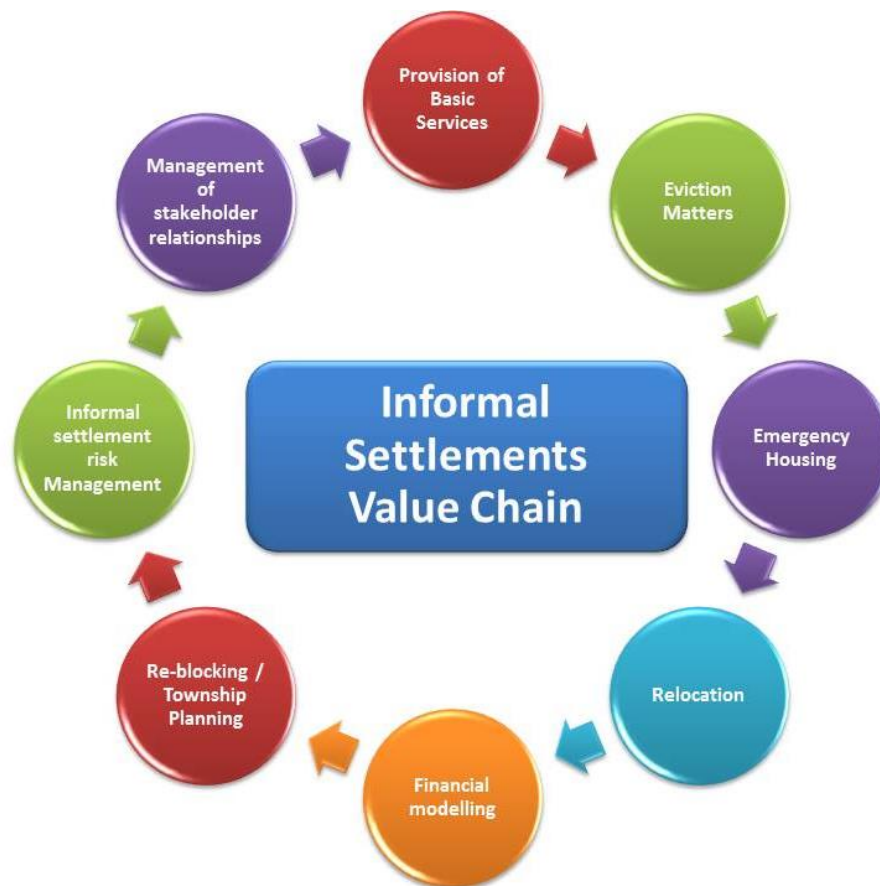 Provision of
Basic
Services
Eviction
Matters
Emergency
Housing
Relocation
Financial
modelling
Re-blocking /
Township
Planning
Informal
settlement
risk
Management
Management
of
stakeholder
relationships
Informal
Settlements
Value Chain